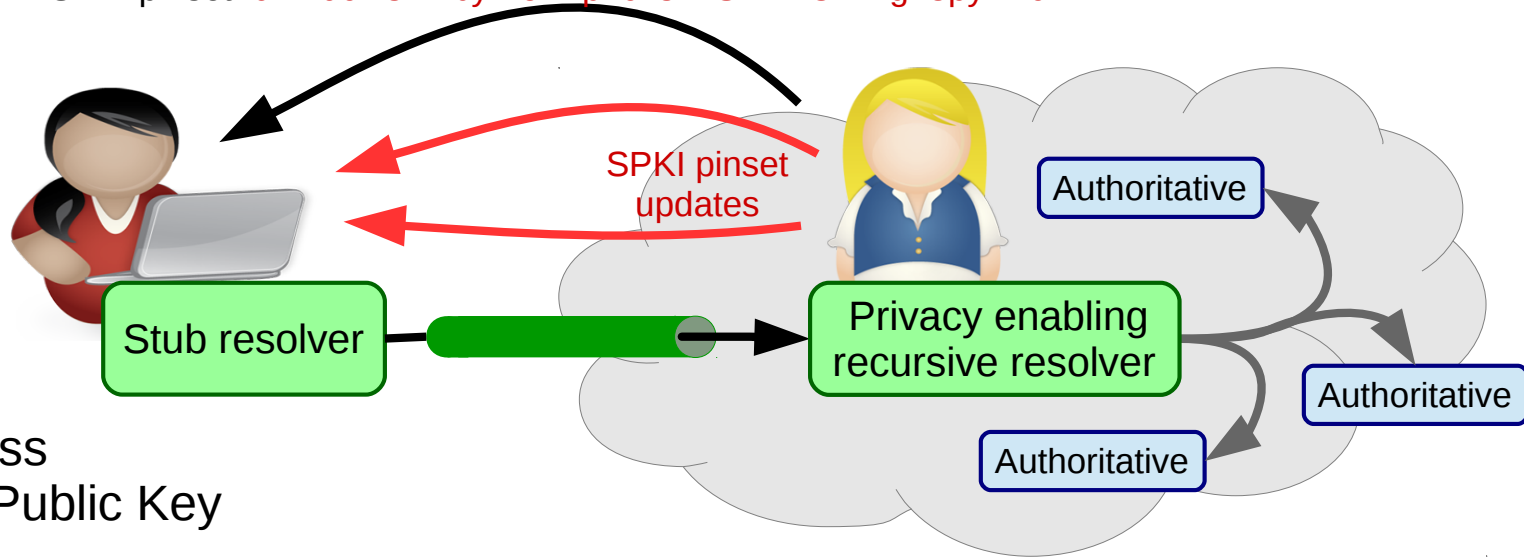 SPKI pinset
updates
Authoritative
Stub resolver
Privacy enabling
recursive resolver
Authoritative
Authoritative
ss
Public Key